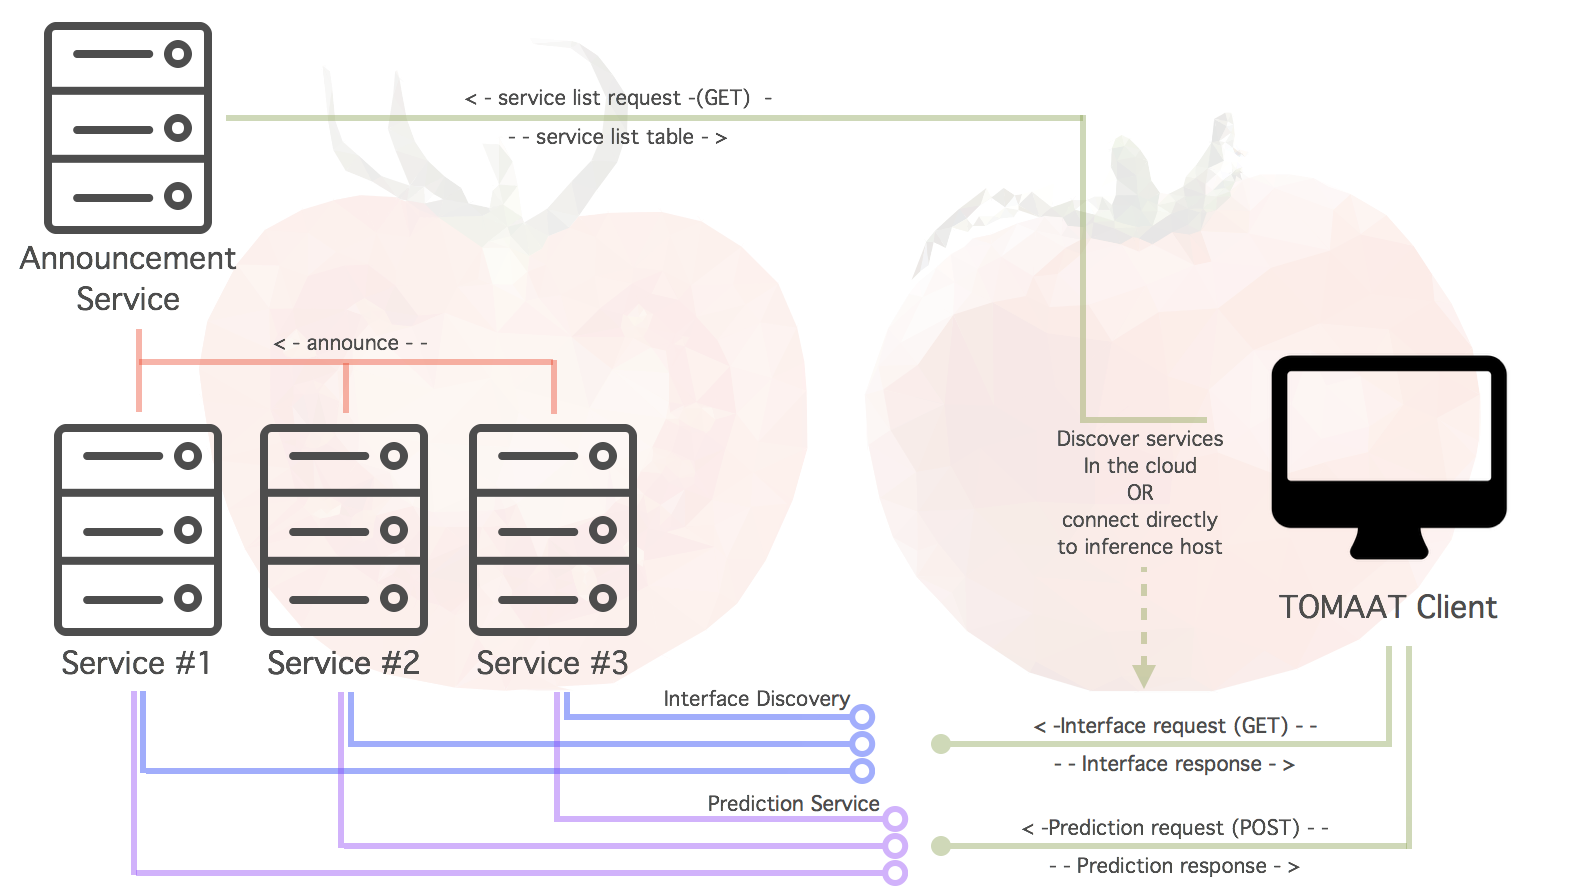 < - service list request -(GET)  -
- - service list table - >
Announcement
Service
< - announce - -
Discover services
In the cloud
OR
connect directly
to inference host
TOMAAT Client
Service #1
Service #2
Service #3
Interface Discovery
< -Interface request (GET) - -
- - Interface response - >
Prediction Service
< -Prediction request (POST) - -
- - Prediction response - >